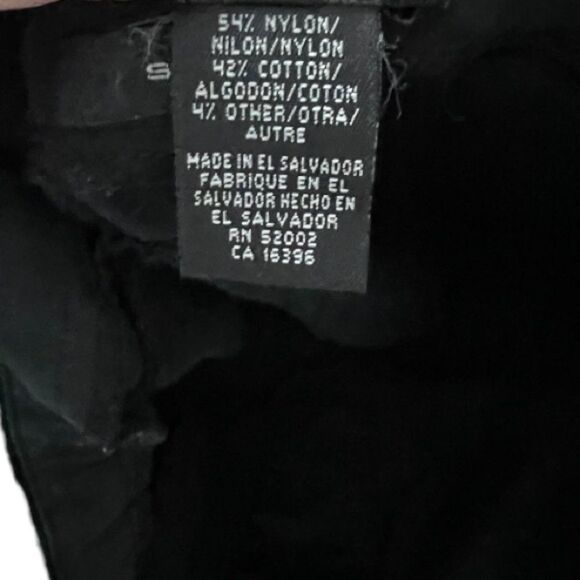 54% NYLON/
NILON/NYLON
42% COTTON/
ALGODON/COTON
4% OTHER/OTRA/
AUTRE
MADE IN EL SALVADOR
FABRIQUE EN EL
SALVADOR HECHO EN
EL SALVADOR
RN 52002
CA 16396
S